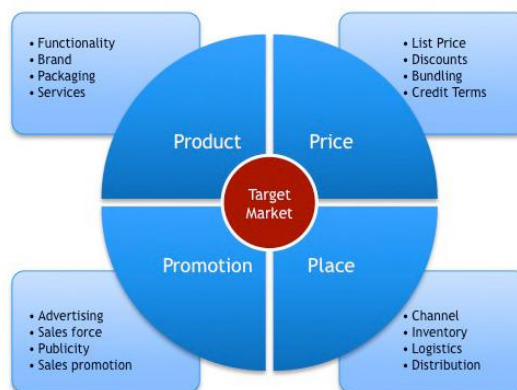 • Functionality
• Brand
• Packaging
• Services
• List Price
• Discounts
• Bundling
• Credit Terms
Product
Price
Target
Market
Promotion
Place
• Advertising
• Sales force
• Publicity
• Sales promotion
• Channel
• Inventory
• Logistics
• Distribution